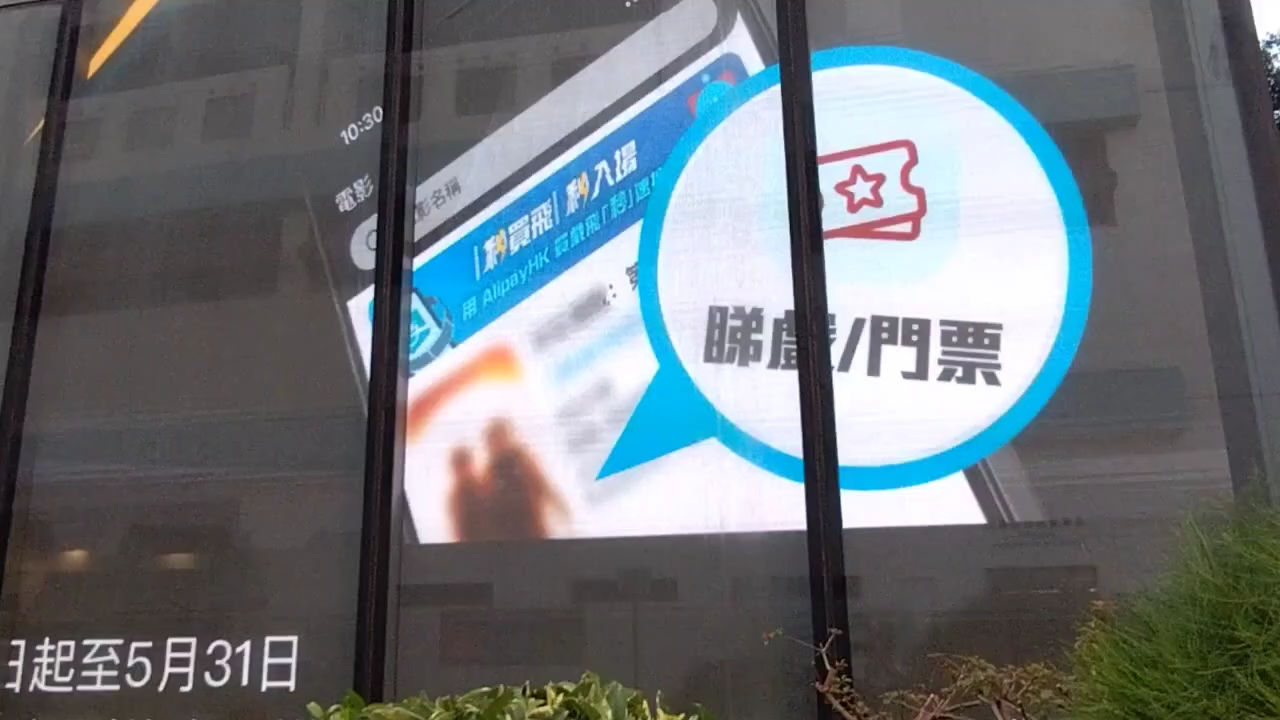 10:30
電影
影名稱
秒買飛 秒入場
用 AlipayHK 買戲飛「秒」速
睇戲/門票
日起至5月31日